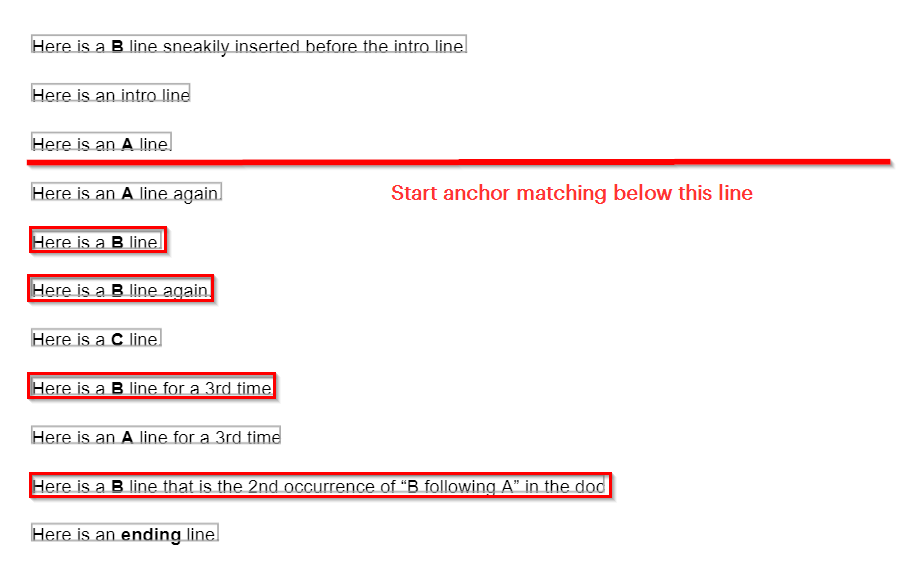 Here is a B line sneakily inserted before the intro line
Here is an intro line
Here is an A line.
Here is an A line again.
Start anchor matching below this line
Here is a B line.
Here is a B line again.
Here is a C line.
Here is a B line for a 3rd time
Here is an A line for a 3rd time
Here is a B line that is the 2nd occurrence of “B following A” in the doc
Here is an ending line.